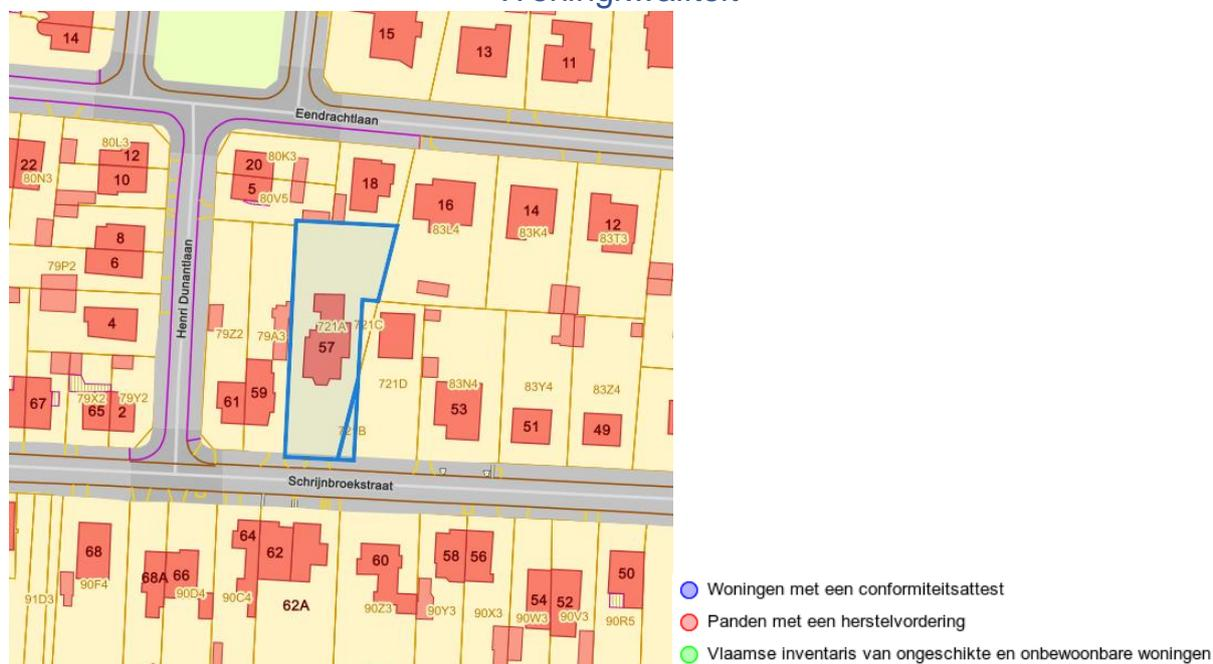 Woningkwaliteit
14
15
13
11
Eendrachtlaan
80L3
12
22
80N3
10
20
80K3
5
80V5
18
16
83L4
14
83K4
12
83T3
8
6
79P2
Henri Dunantlaan
4
79Z2
79A3
721A
721C
57
721D
83N4
83Y4
83Z4
67
79X2
65
2
79Y2
61
59
53
51
49
721B
Schrijnbroekstraat
68
64
62
58
56
60
50
68A
66
90F4
90D4
91D3
90C4
62A
90Z3
90Y3
90X3
54
52
90W3
90V3
90R5
Woningen met een conformiteitsattest
Panden met een herstelvordering
Vlaamse inventaris van ongeschikte en onbewoonbare woningen